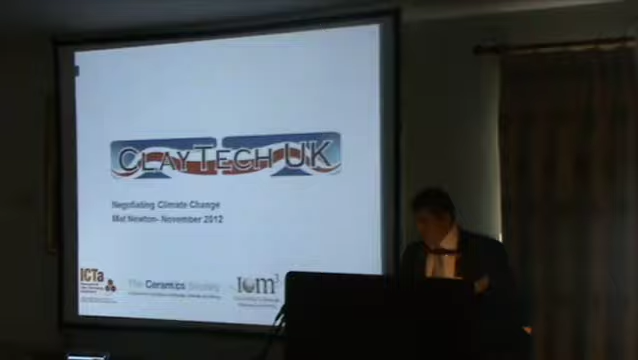 CLAYTECH UK
Negotiating Climate Change
Mat Newton- November 2012
ICTa
The Ceramics Society
IOM3